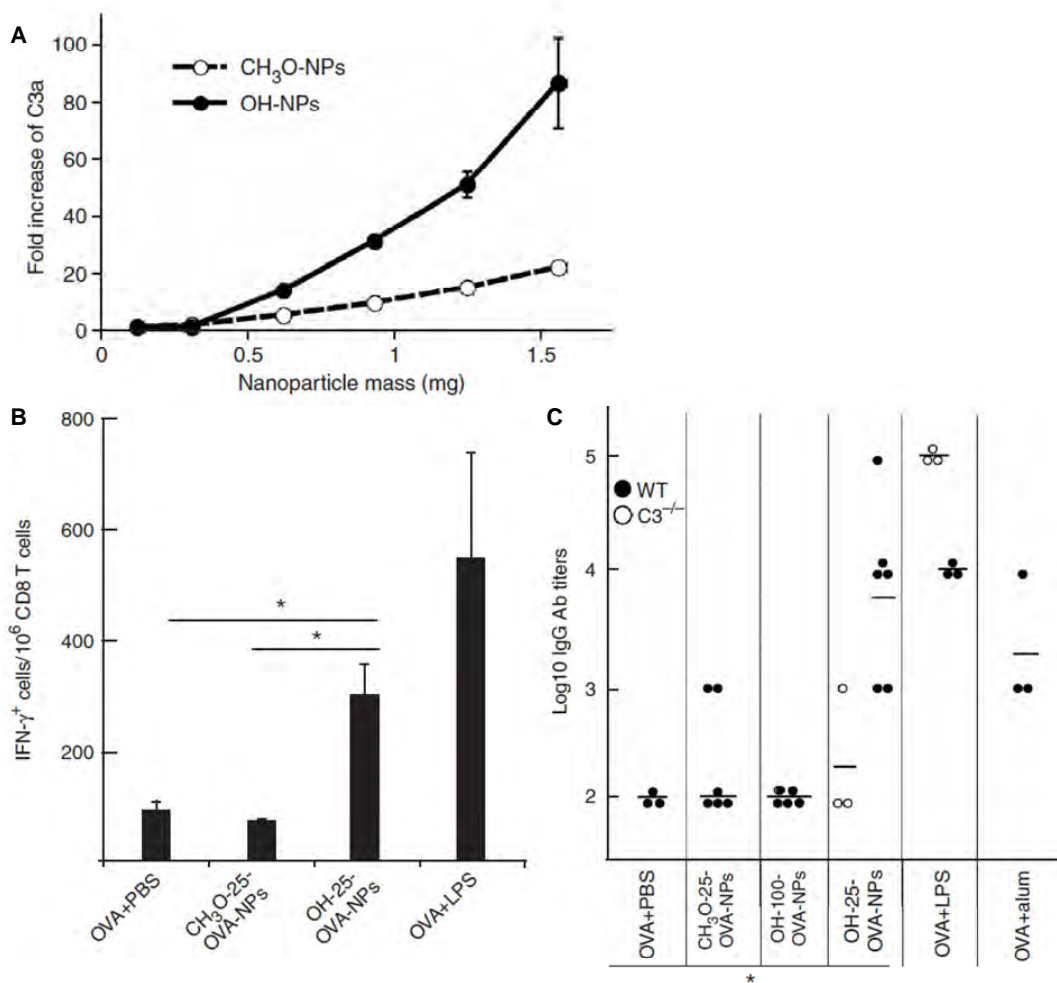 A
Fold increase of C3a
100
80
60
40
20
0
CH₃O-NPs
OH-NPs
0
0.5
1
1.5
Nanoparticle mass (mg)
B
IFN-γ⁺ cells/10⁶ CD8 T cells
800
600
400
200
*
*
OVA+PBS
CH₃O-25-
OVA-NPs
OH-25-
OVA-NPs
OVA+LPS
C
Log10 IgG Ab titers
5
4
3
2
WT
C3⁻/⁻
OVA+PBS
CH₃O-25-
OVA-NPs
OH-100-
OVA-NPs
OH-25-
OVA-NPs
OVA+LPS
OVA+alum
*